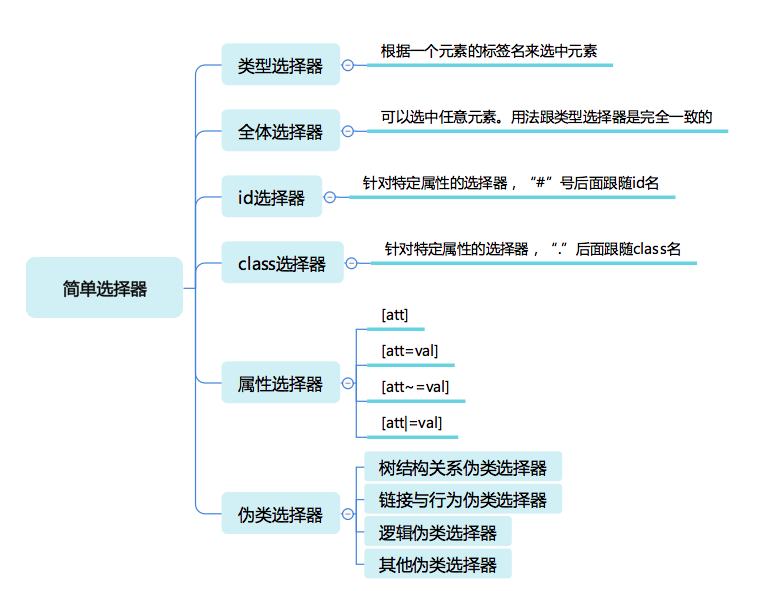 简单选择器
类型选择器
根据一个元素的标签名来选中元素
全体选择器
可以选中任意元素。用法跟类型选择器是完全一致的
id选择器
针对特定属性的选择器，“#”号后面跟随id名
class选择器
针对特定属性的选择器，“.”后面跟随class名
属性选择器
[att]
[att=val]
[att~=val]
[att|=val]
伪类选择器
树结构关系伪类选择器
链接与行为伪类选择器
逻辑伪类选择器
其他伪类选择器